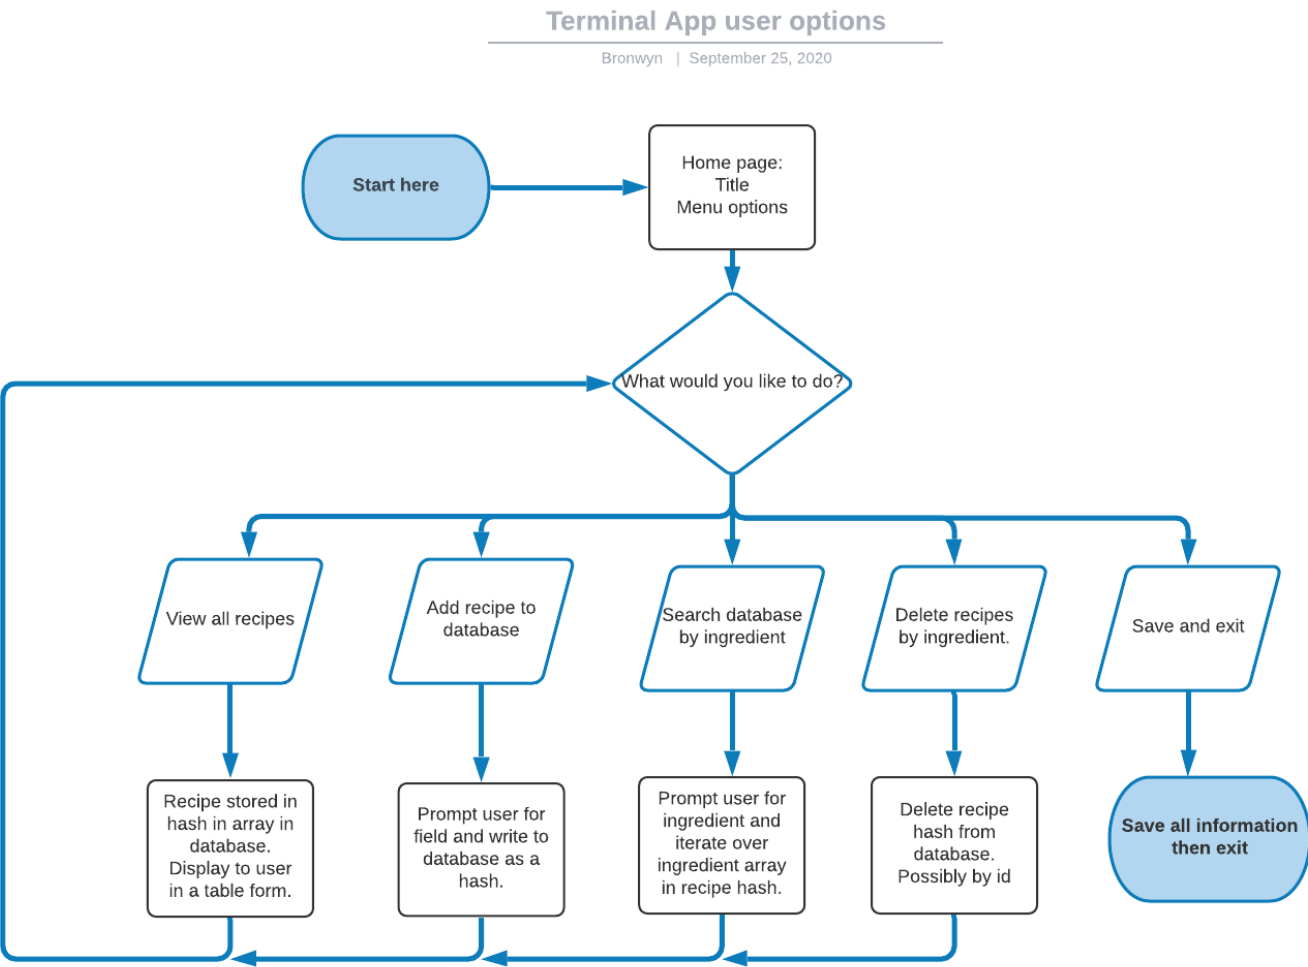 Terminal App user options
Bronwyn | September 25, 2020
Start here
Home page:
Title
Menu options
What would you like to do?
View all recipes
Add recipe to
database
Search database
by ingredient
Delete recipes
by ingredient.
Save and exit
Recipe stored in
hash in array in
database.
Display to user
in a table form.
Prompt user for
field and write to
database as a
hash.
Prompt user for
ingredient and
iterate over
ingredient array
in recipe hash.
Delete recipe
hash from
database.
Possibly by id
Save all information
then exit